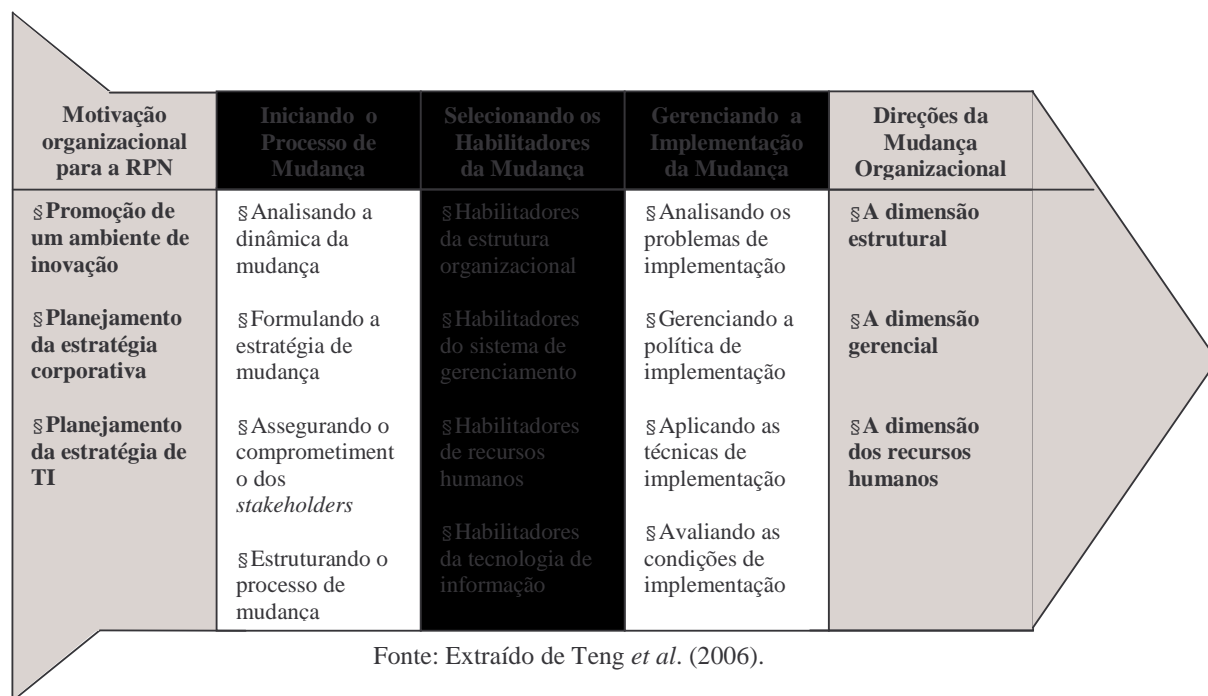 Motivação
organizacional
para a RPN
Iniciando o
Processo de
Mudança
Selecionando os
Habilitadores
da Mudança
Gerenciando a
Implementação
da Mudança
Direções da
Mudança
Organizacional
§Promoção de
um ambiente de
inovação
§Planejamento
da estratégia
corporativa
§Planejamento
da estratégia de
TI
§Analisando a
dinâmica da
mudança
§Formulando a
estratégia de
mudança
§Assegurando o
comprometiment
o dos
stakeholders
§Estruturando o
processo de
mudança
§Habilitadores
da estrutura
organizacional
§Habilitadores
do sistema de
gerenciamento
§Habilitadores
de recursos
humanos
§Habilitadores
da tecnologia de
informação
§Analisando os
problemas de
implementação
§Gerenciando a
política de
implementação
§Aplicando as
técnicas de
implementação
§Avaliando as
condições de
implementação
§A dimensão
estrutural
§A dimensão
gerencial
§A dimensão
dos recursos
humanos
Fonte: Extraído de Teng et al. (2006).